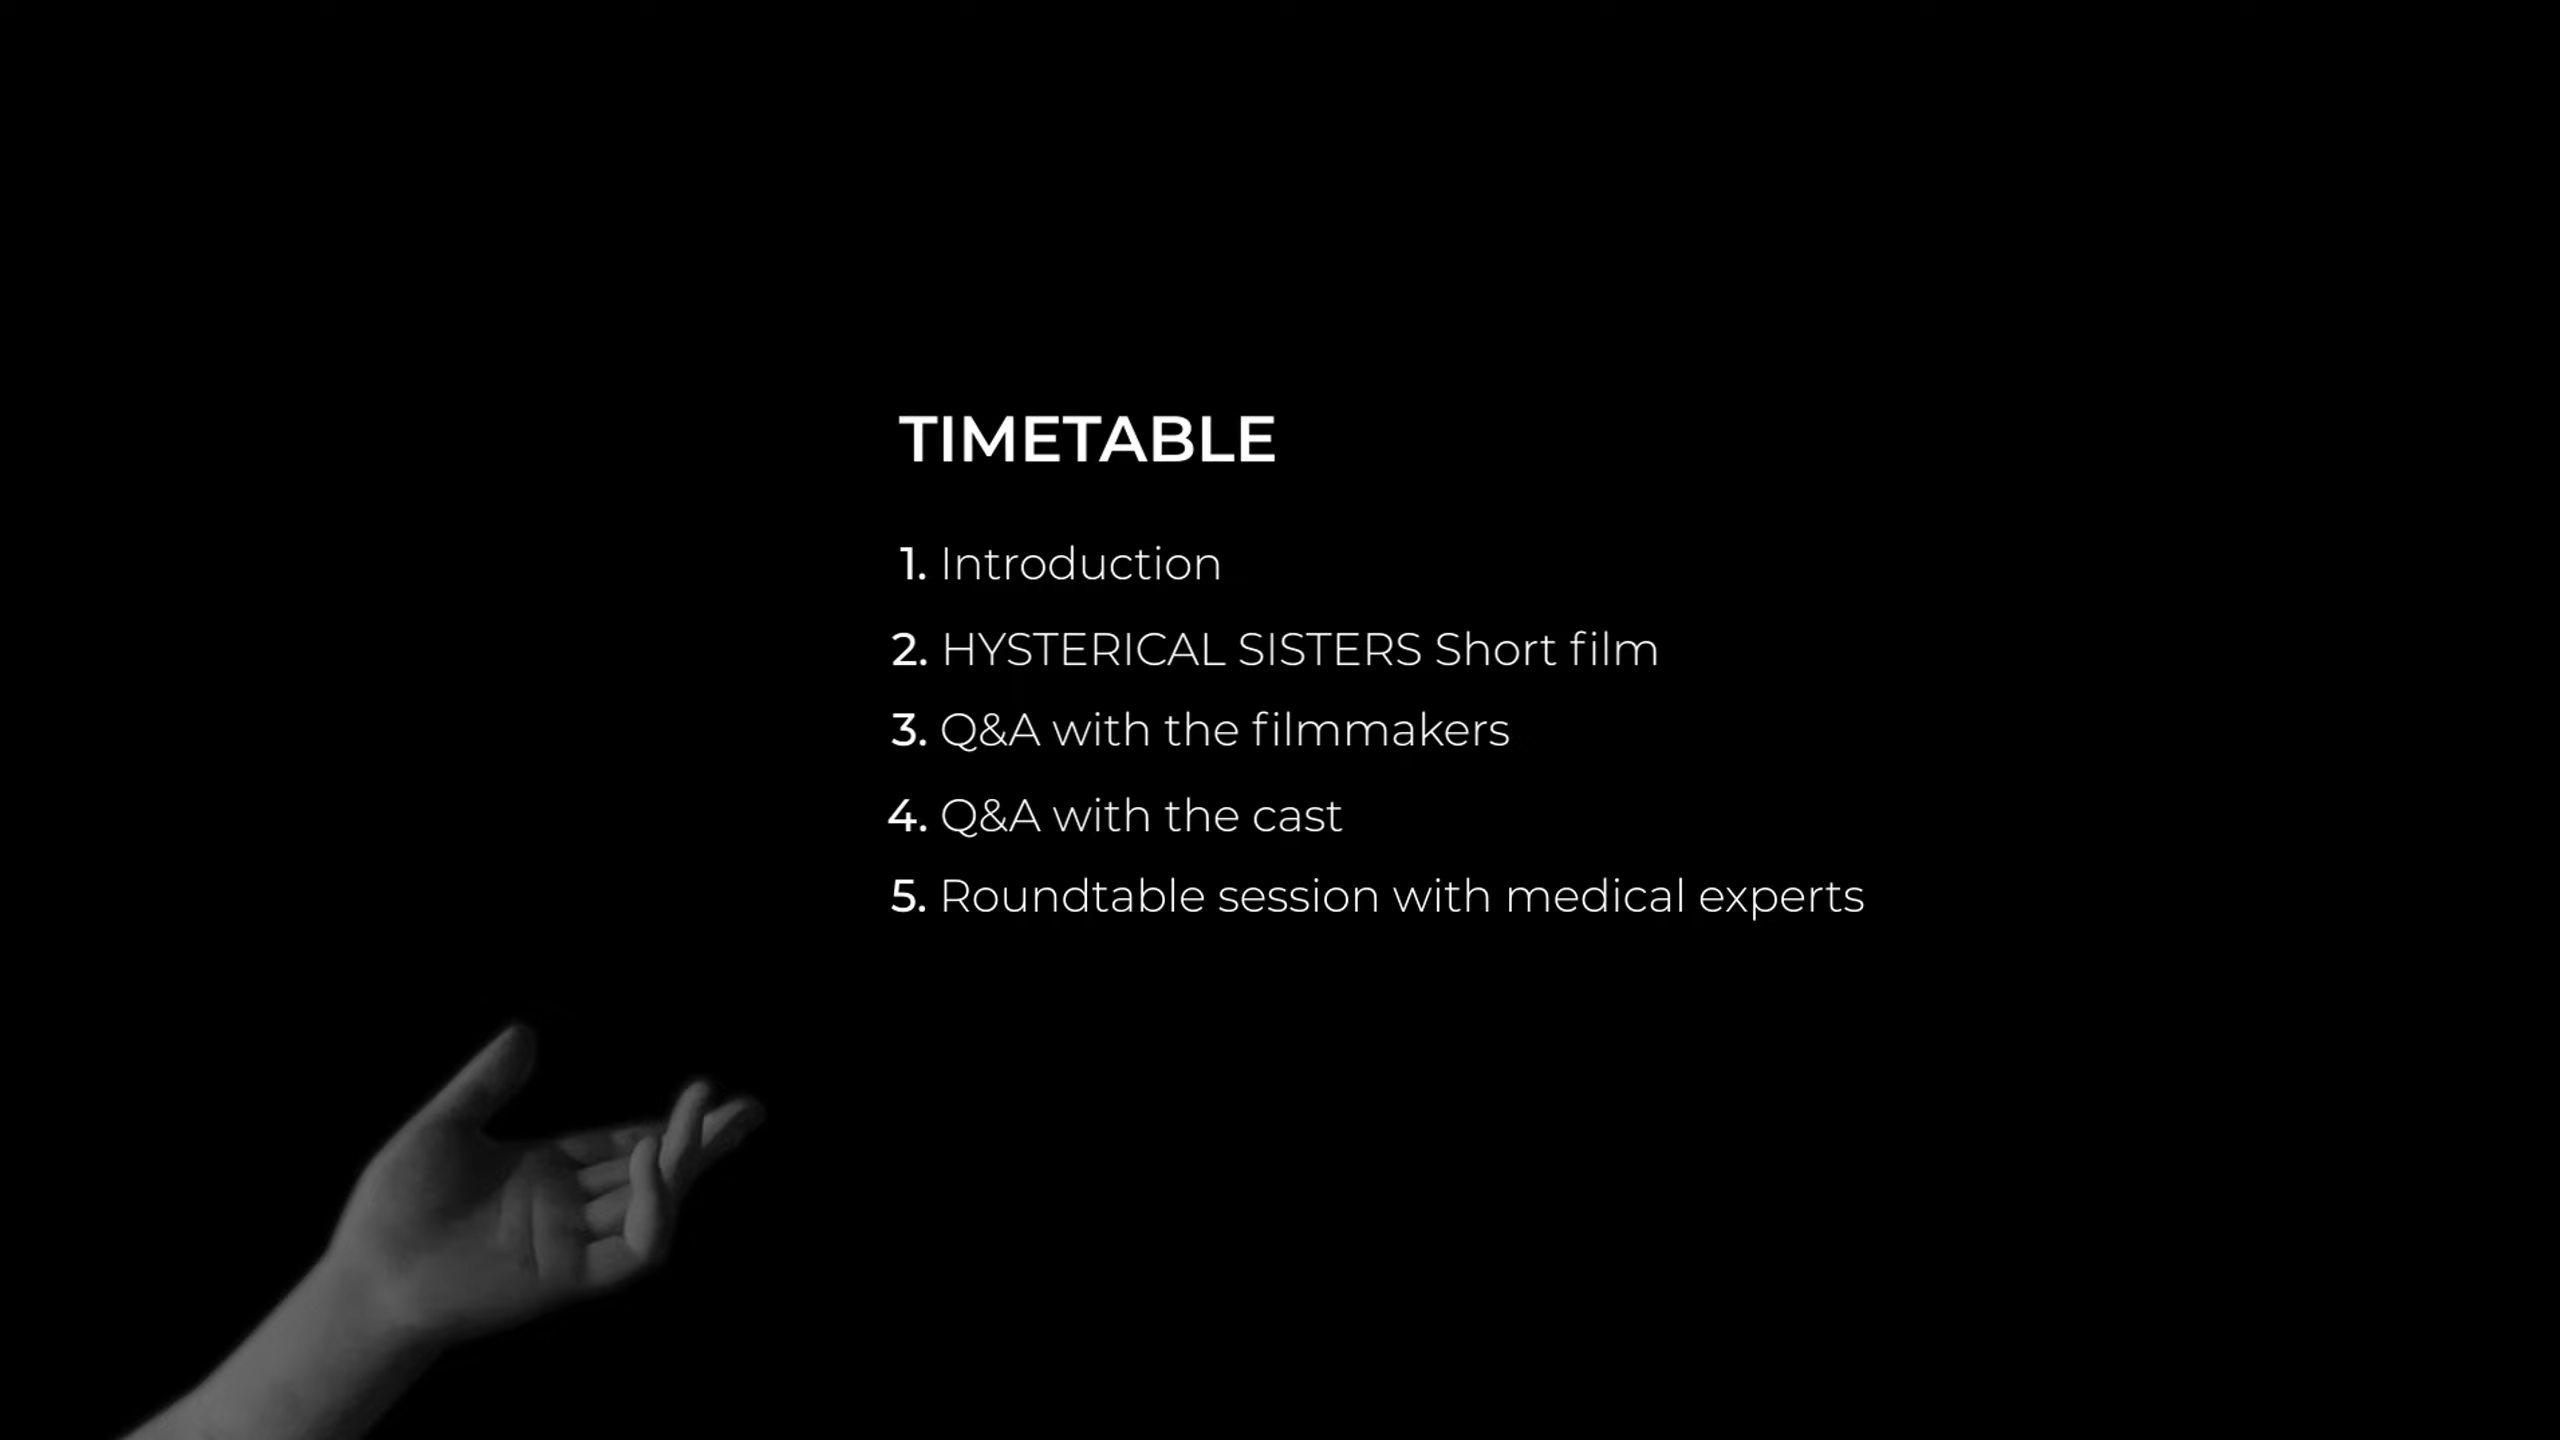 TIMETABLE
1. Introduction
2. HYSTERICAL SISTERS Short film
3. Q&A with the filmmakers
4. Q&A with the cast
5. Roundtable session with medical experts